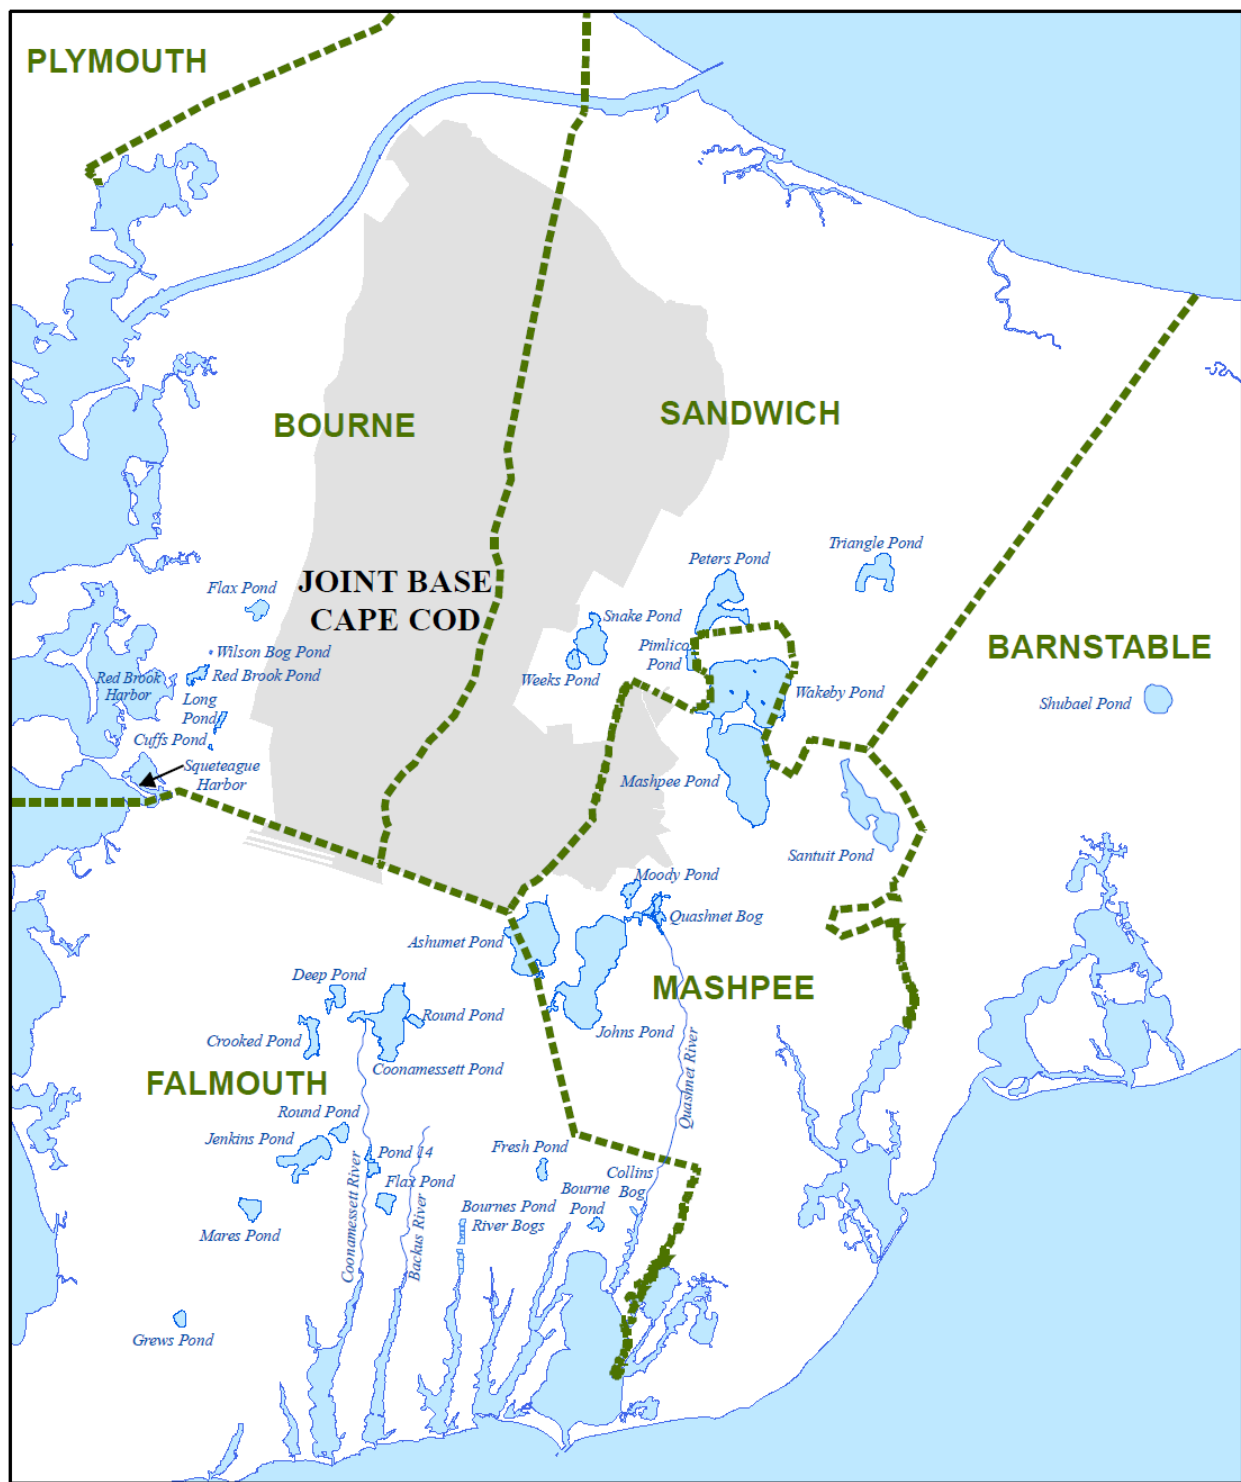 PLYMOUTH
BOURNE
SANDWICH
Triangle Pond
Peters Pond
JOINT BASE
CAPE COD
Flax Pond
Snake Pond
Pimlico
Pond
BARNSTABLE
Wilson Bog Pond
Red Brook Pond
Red Brook
Harbor
Weeks Pond
Wakeby Pond
Shubael Pond
Long
Pond
Cuffs Pond
Squeteague
Harbor
Mashpee Pond
Santuit Pond
Moody Pond
Quashnet Bog
Ashumet Pond
Deep Pond
MASHPEE
Round Pond
Johns Pond
Crooked Pond
Coonamessett Pond
Quashnet River
FALMOUTH
Round Pond
Jenkins Pond
Pond 14
Fresh Pond
Flax Pond
Collins
Bog
Bourne
Pond
Bournes Pond
River Bogs
Mares Pond
Coonamessett River
Backus River
Grews Pond